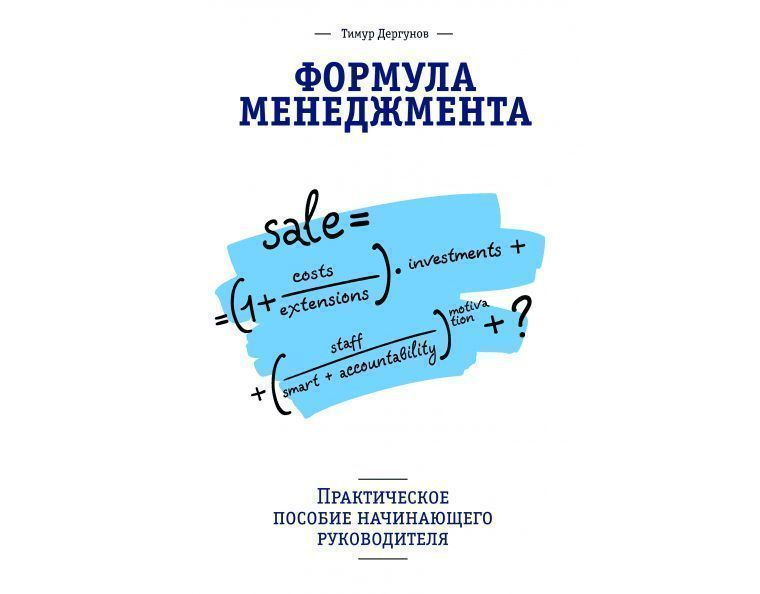 Тимур Дергунов
ФОРМУЛА
МЕНЕДЖМЕНТА
sale=
=(1+costs/extensions)·investments +
+(staff/smart + accountability)^motivation + ?
Практическое
пособие начинающего
руководителя